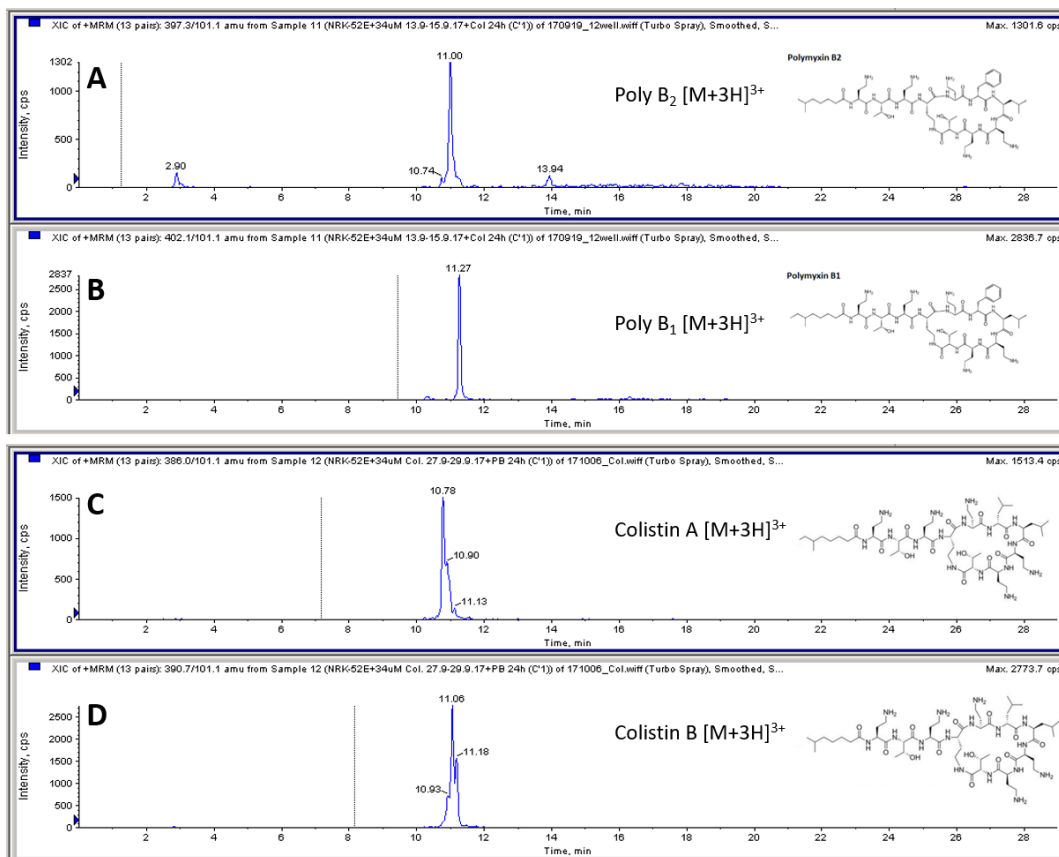 XIC of +MRM (13 pairs): 397.3/101.1 amu from Sample 11 (NRK-52E+34uM 13.9-15.9.17+Col 24h (C'1)) of 170919_12well.wiff (Turbo Spray), Smoothed, S... Max. 1301.6 cps.
A
Poly B2 [M+3H]3+
Polymyxin B2
11.00
2.90
10.74
13.94
Intensity, cps
1302
1000
500
0
2 4 6 8 10 12 14 16 18 20 22 24 26 28
Time, min
XIC of +MRM (13 pairs): 402.1/101.1 amu from Sample 11 (NRK-52E+34uM 13.9-15.9.17+Col 24h (C'1)) of 170919_12well.wiff (Turbo Spray), Smoothed, S... Max. 2836.7 cps.
B
Poly B1 [M+3H]3+
Polymyxin B1
11.27
Intensity, cps
2837
2500
2000
1500
1000
500
0
2 4 6 8 10 12 14 16 18 20 22 24 26 28
Time, min
XIC of +MRM (13 pairs): 386.0/101.1 amu from Sample 12 (NRK-52E+34uM Col. 27.9-29.9.17+PB 24h (C'1)) of 171006_Col.wiff (Turbo Spray), Smoothed, S... Max. 1513.4 cps.
C
Colistin A [M+3H]3+
10.78
10.90
11.13
Intensity, cps
1500
1000
500
0
2 4 6 8 10 12 14 16 18 20 22 24 26 28
Time, min
XIC of +MRM (13 pairs): 390.7/101.1 amu from Sample 12 (NRK-52E+34uM Col. 27.9-29.9.17+PB 24h (C'1)) of 171006_Col.wiff (Turbo Spray), Smoothed, S... Max. 2773.7 cps.
D
Colistin B [M+3H]3+
11.06
11.18
10.93
Intensity, cps
2500
2000
1500
1000
500
0
2 4 6 8 10 12 14 16 18 20 22 24 26 28
Time, min